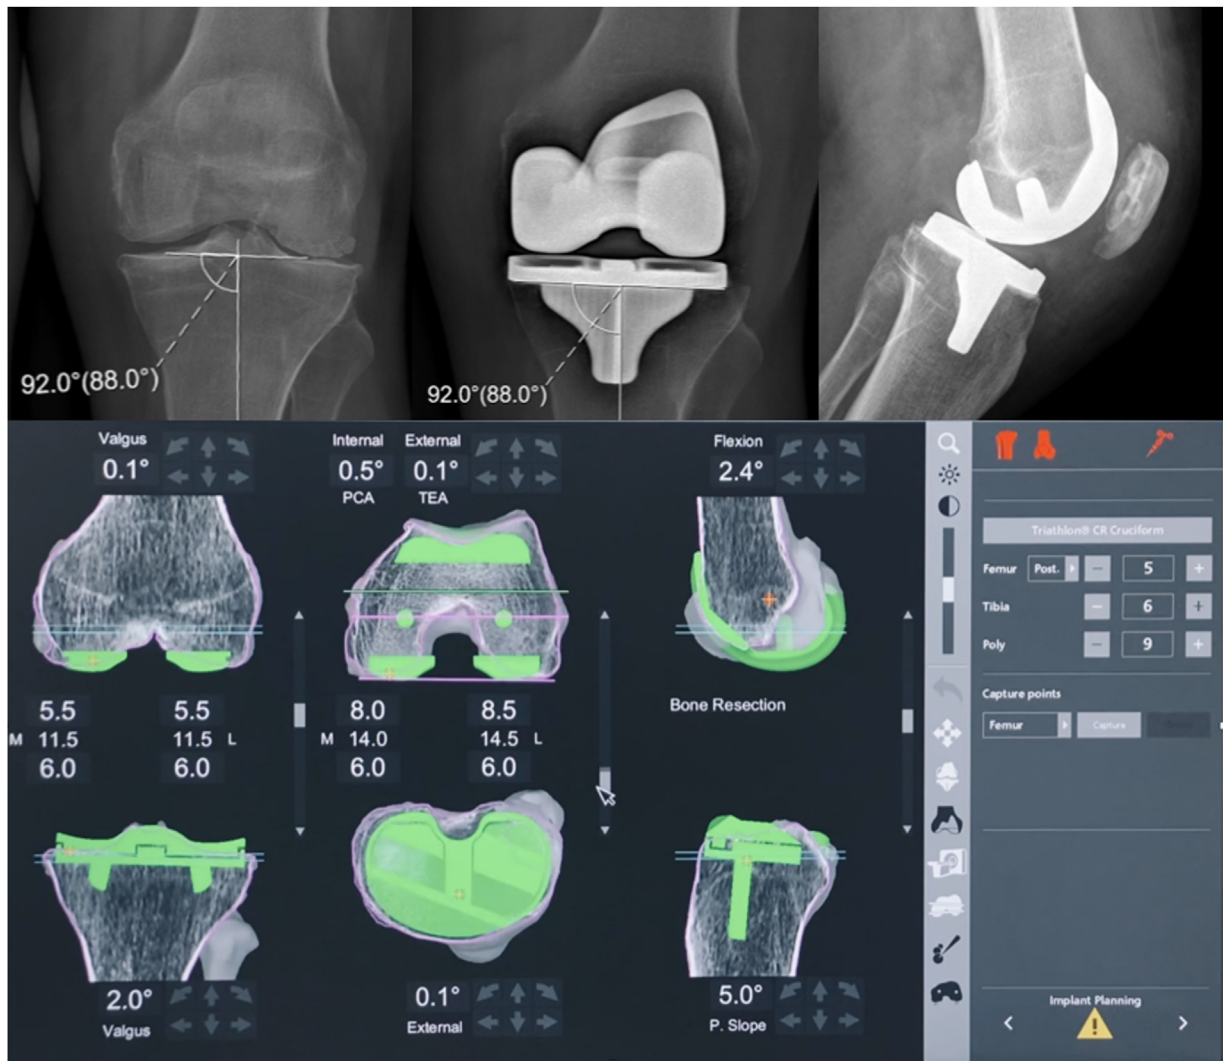 92.0°(88.0°)
92.0°(88.0°)
Valgus
0.1°
Internal External
0.5° 0.1°
PCA TEA
Flexion
2.4°
5.5 5.5
M 11.5 11.5 L
6.0 6.0
8.0 8.5
M 14.0 14.5 L
6.0 6.0
Bone Resection
2.0°
Valgus
0.1°
External
5.0°
P. Slope
Triathlon® CR Cruciform
Femur Post. 5
Tibia 6
Poly 9
Capture points
Femur Capture
Implant Planning